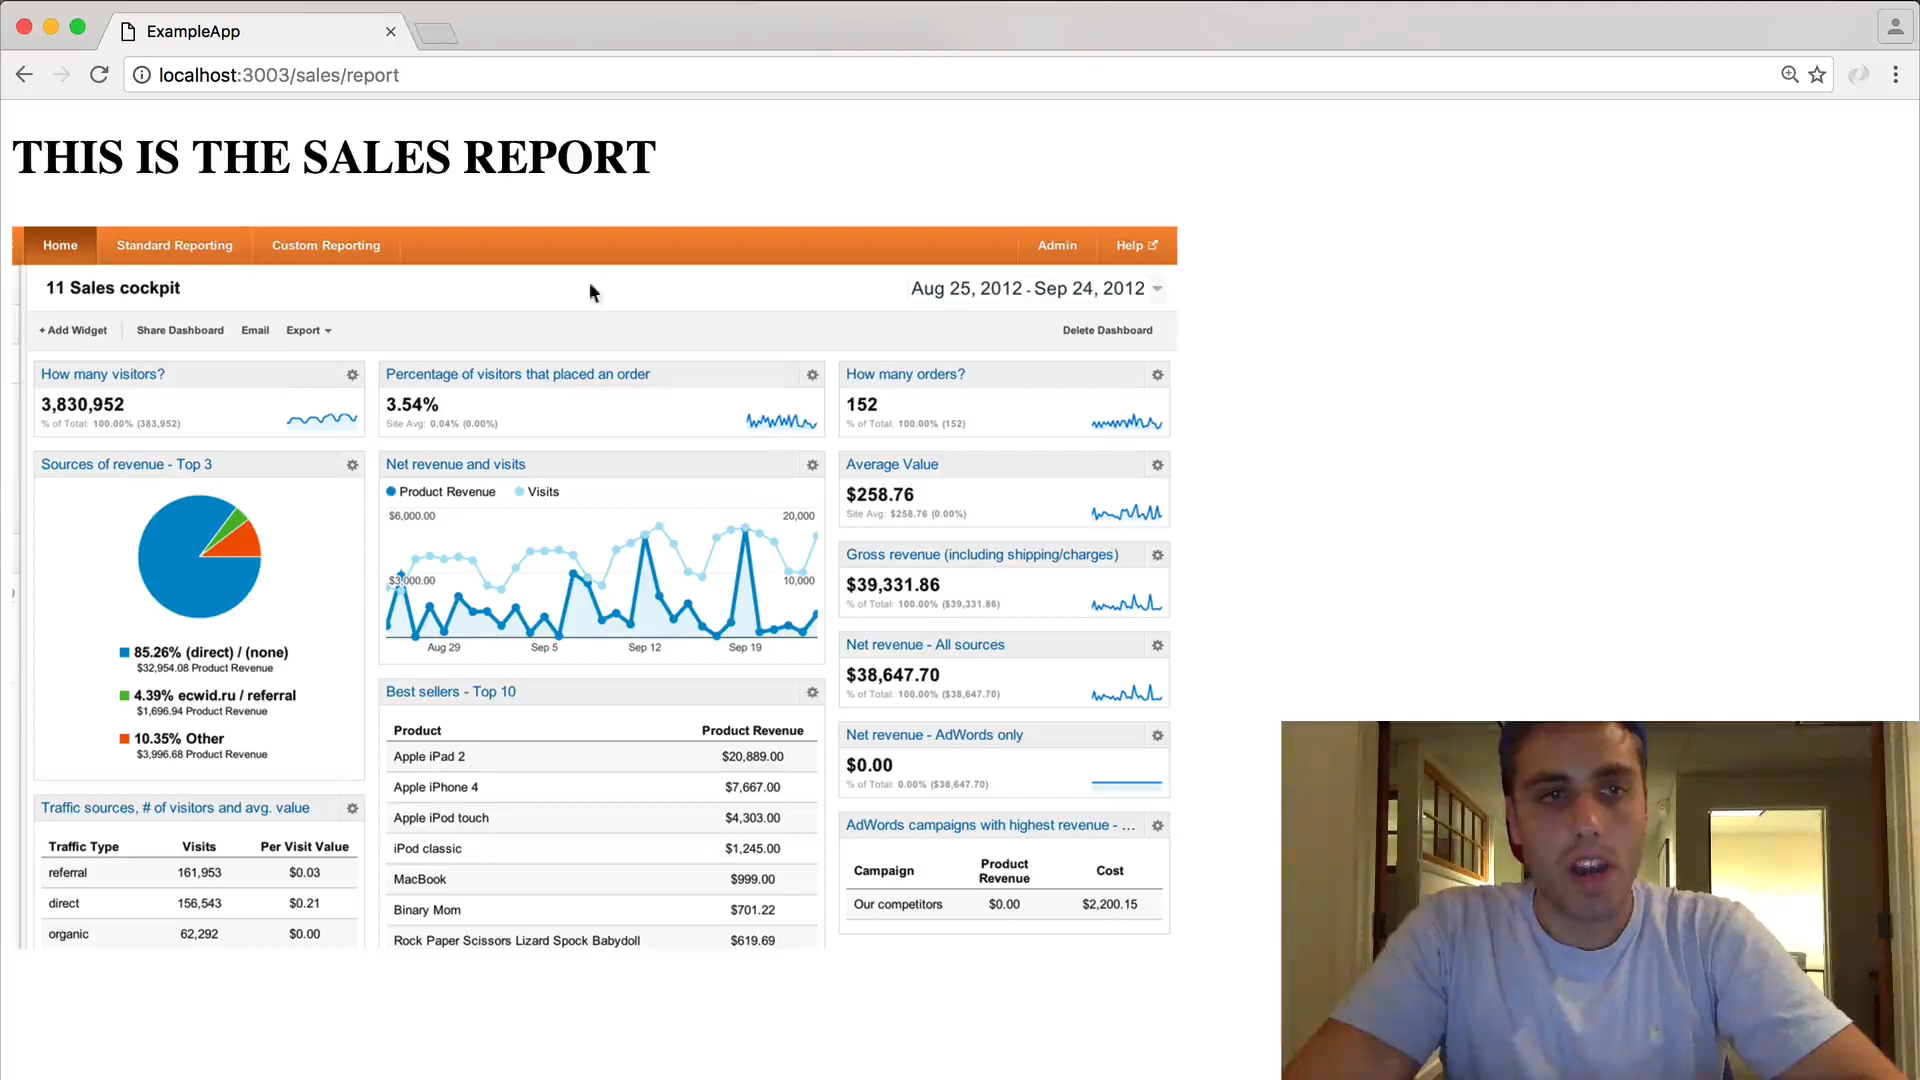 ExampleApp
localhost:3003/sales/report
THIS IS THE SALES REPORT
Home Standard Reporting Custom Reporting Admin Help
11 Sales cockpit
Aug 25, 2012 - Sep 24, 2012
+ Add Widget Share Dashboard Email Export Delete Dashboard
How many visitors?
3,830,952
% of Total: 100.00% (383,952)
Percentage of visitors that placed an order
3.54%
Site Avg: 0.04% (0.00%)
How many orders?
152
% of Total: 100.00% (152)
Sources of revenue - Top 3
85.26% (direct) / (none)
$32,954.08 Product Revenue
4.39% ecwid.ru / referral
$1,696.94 Product Revenue
10.35% Other
$3,996.68 Product Revenue
Net revenue and visits
Product Revenue Visits
$6,000.00 20,000
$3,000.00 10,000
Aug 29 Sep 5 Sep 12 Sep 19
Average Value
$258.76
Site Avg: $258.76 (0.00%)
Gross revenue (including shipping/charges)
$39,331.86
% of Total: 100.00% ($39,331.86)
Net revenue - All sources
$38,647.70
% of Total: 100.00% ($38,647.70)
Net revenue - AdWords only
$0.00
% of Total: 0.00% ($38,647.70)
Best sellers - Top 10
Product Product Revenue
Apple iPad 2 $20,889.00
Apple iPhone 4 $7,667.00
Apple iPod touch $4,303.00
iPod classic $1,245.00
MacBook $999.00
Binary Mom $701.22
Rock Paper Scissors Lizard Spock Babydoll $619.69
Traffic sources, # of visitors and avg. value
Traffic Type Visits Per Visit Value
referral 161,953 $0.03
direct 156,543 $0.21
organic 62,292 $0.00
AdWords campaigns with highest revenue - ...
Campaign Product Revenue Cost
Our competitors $0.00 $2,200.15